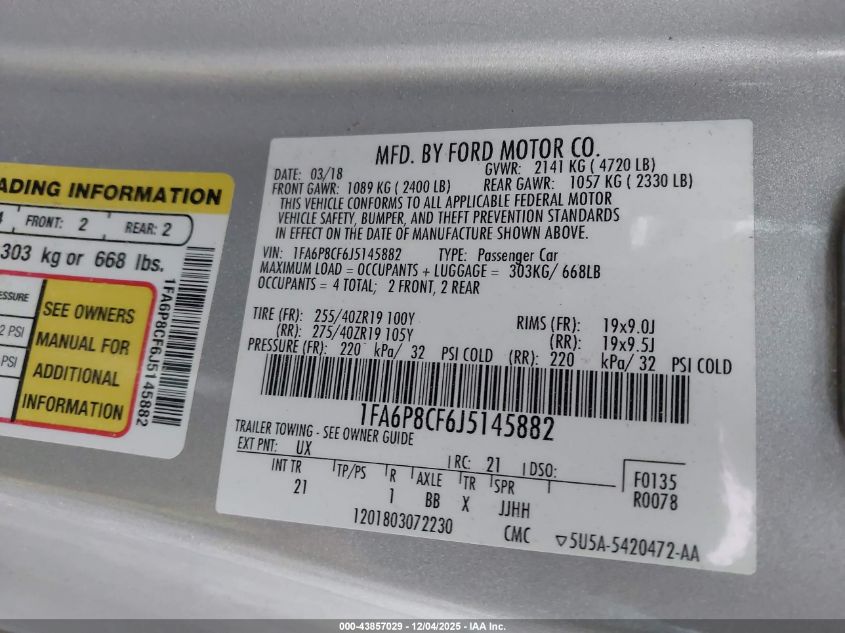 ADING INFORMATION
FRONT: 2 REAR: 2
303 kg or 668 lbs.
ESSURE
2 PSI
PSI
SEE OWNERS
MANUAL FOR
ADDITIONAL
INFORMATION
1FA6P8CF6J5145882
MFD. BY FORD MOTOR CO.
DATE: 03/18 GVWR: 2141 KG ( 4720 LB)
FRONT GAWR: 1089 KG ( 2400 LB) REAR GAWR: 1057 KG ( 2330 LB)
THIS VEHICLE CONFORMS TO ALL APPLICABLE FEDERAL MOTOR
VEHICLE SAFETY, BUMPER, AND THEFT PREVENTION STANDARDS
IN EFFECT ON THE DATE OF MANUFACTURE SHOWN ABOVE.
VIN: 1FA6P8CF6J5145882 TYPE: Passenger Car
MAXIMUM LOAD = OCCUPANTS + LUGGAGE = 303KG/ 668LB
OCCUPANTS = 4 TOTAL; 2 FRONT, 2 REAR
TIRE (FR): 255/40ZR19 100Y RIMS (FR): 19x9.0J
(RR): 275/40ZR19 105Y (RR): 19x9.5J
PRESSURE (FR): 220 kPa/ 32 PSI COLD (RR): 220 kPa/ 32 PSI COLD
1FA6P8CF6J5145882
TRAILER TOWING - SEE OWNER GUIDE
EXT PNT: UX RC: 21 DSO:
INT TR TP/PS R AXLE TR SPR
21 1 BB X JJHH
F0135
R0078
1201803072230 CMC ▽5U5A-5420472-AA
000-43857029 - 12/04/2025 - IAA Inc.